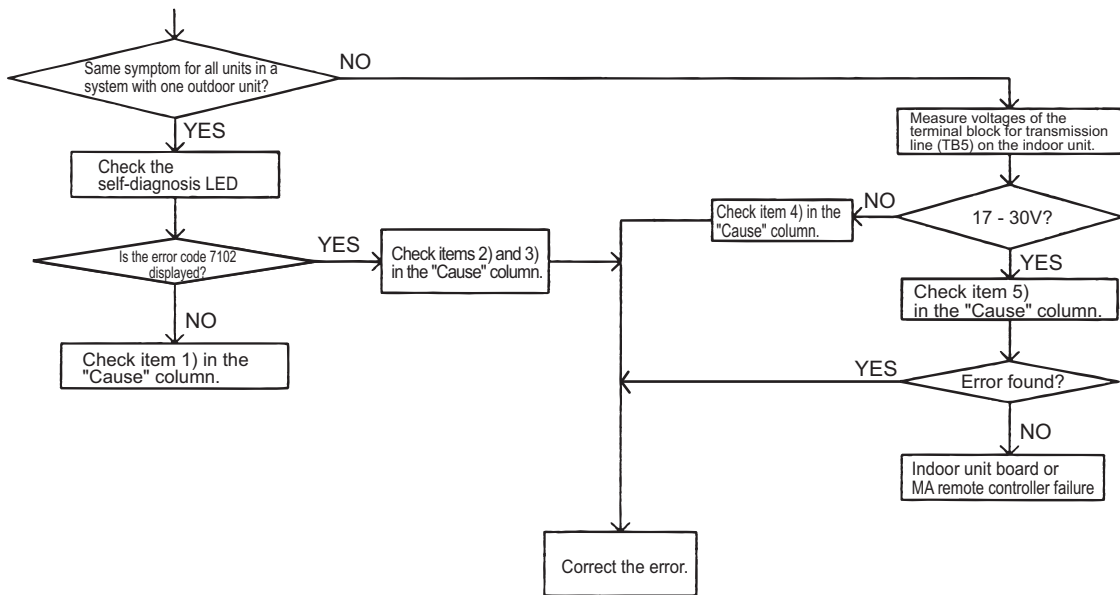 Same symptom for all units in a
system with one outdoor unit?
NO
YES
Measure voltages of the
terminal block for transmission
line (TB5) on the indoor unit.
Check the
self-diagnosis LED
NO
17 - 30V?
Check item 4) in the
"Cause" column.
YES
Is the error code 7102
displayed?
YES
Check items 2) and 3)
in the "Cause" column.
Check item 5)
in the "Cause" column.
NO
Check item 1) in the
"Cause" column.
YES
Error found?
NO
Indoor unit board or
MA remote controller failure
Correct the error.